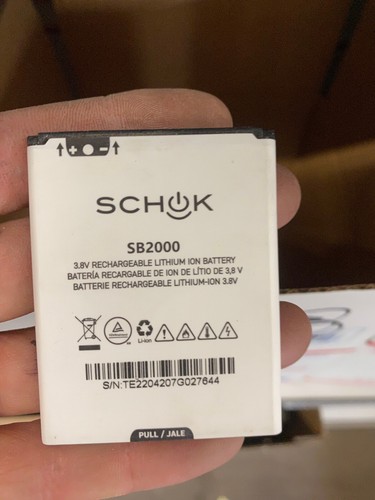 SCHOK
SB2000
3.8V RECHARGEABLE LITHIUM ION BATTERY
BATERÍA RECARGABLE DE ION DE LÍTIO DE 3,8 V
BATTERIE RECHARGEABLE LITHIUM-ION 3.8V
Li-ion
S/N:TE2204207G027644
PULL / JALE